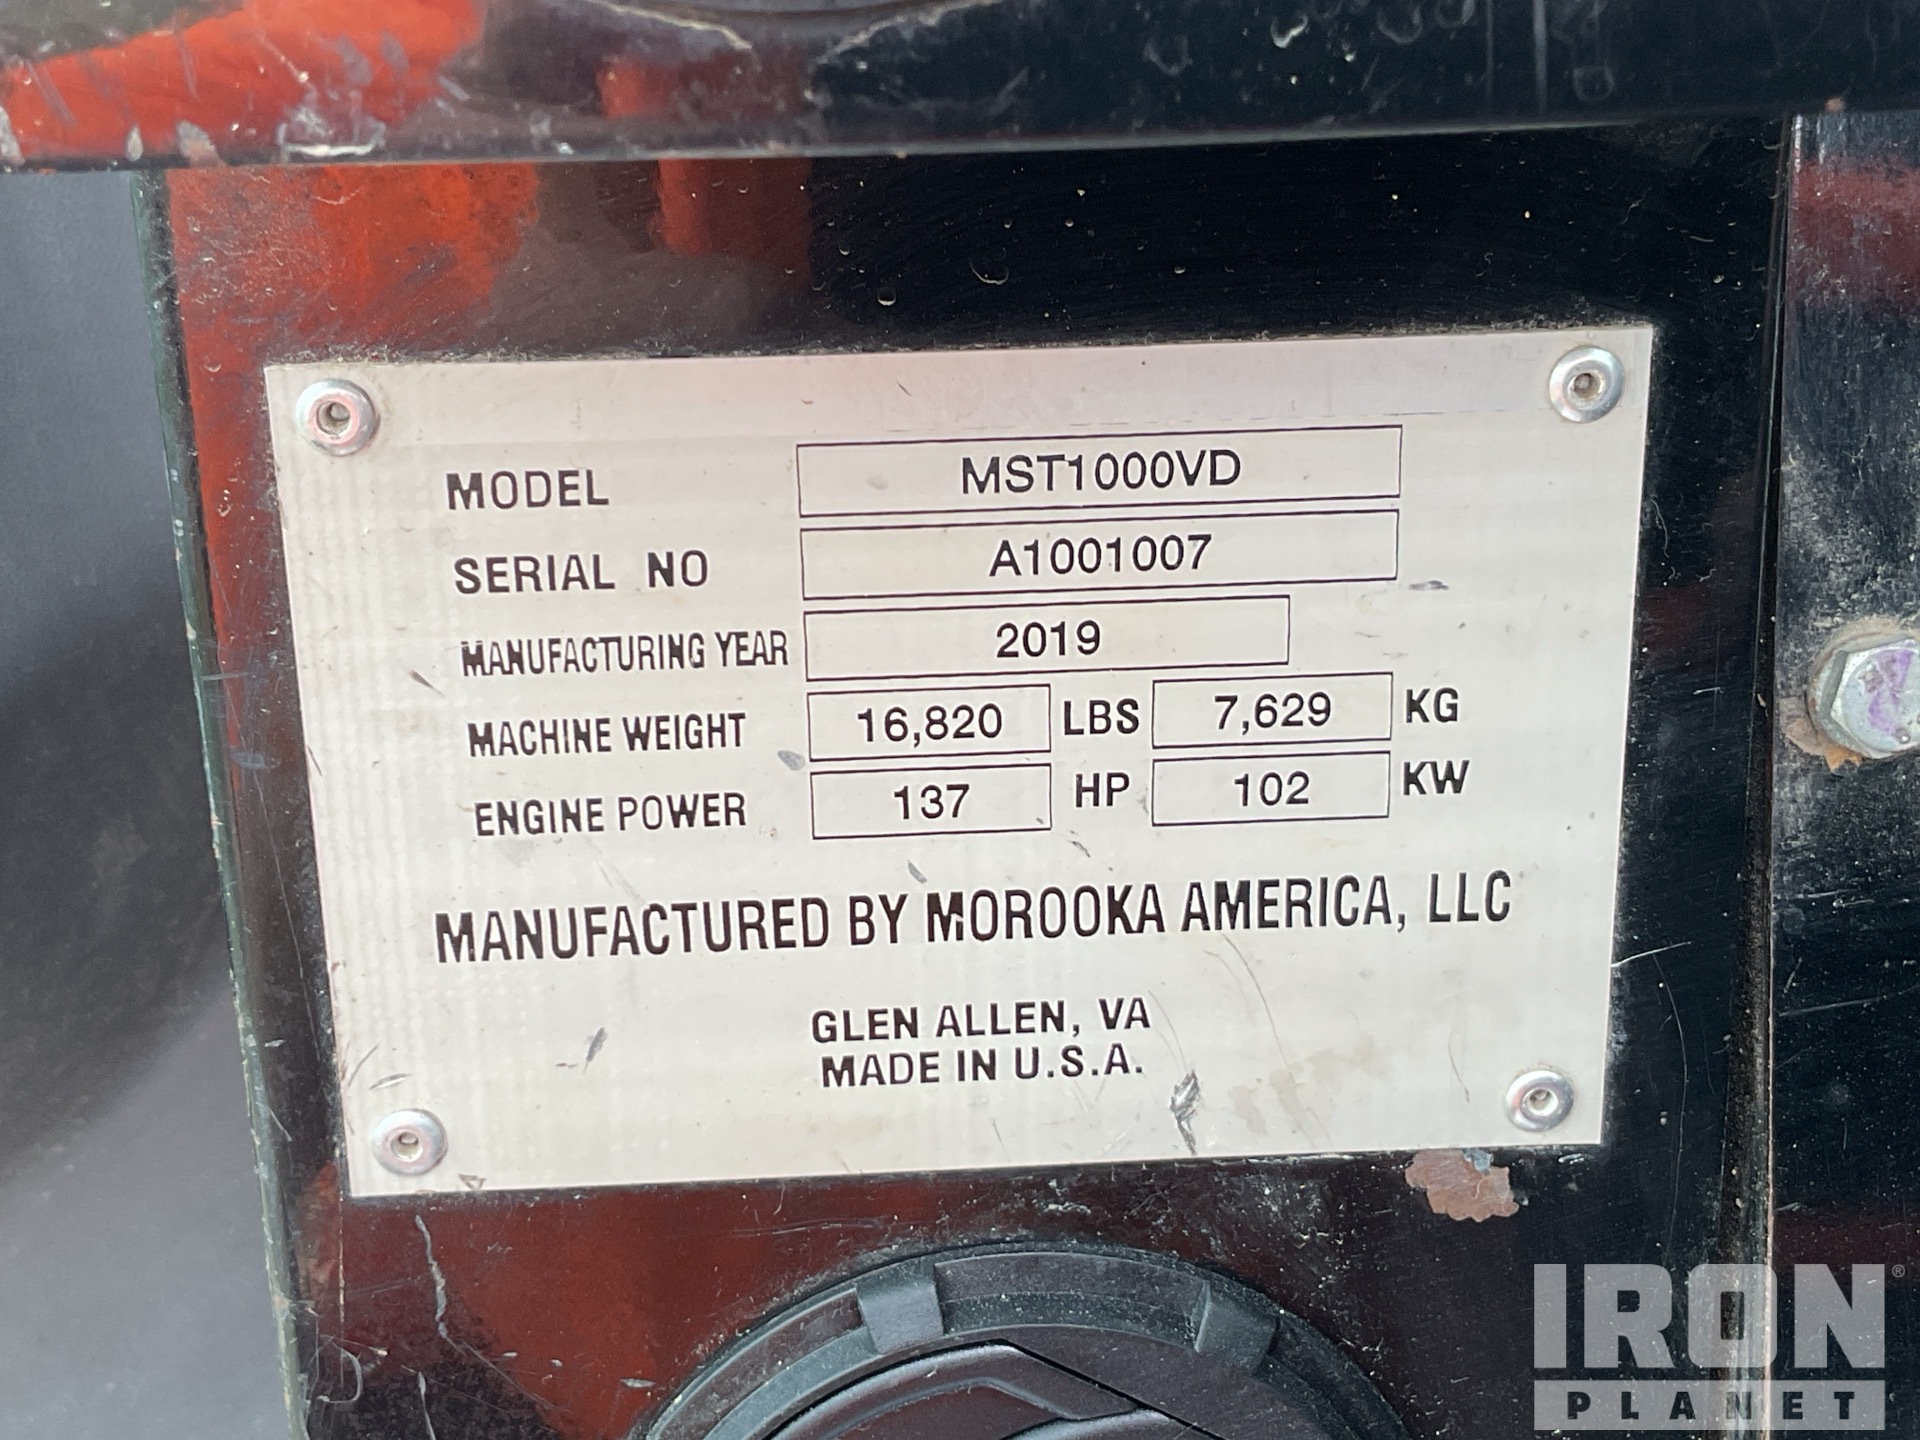 MODEL MST1000VD
SERIAL NO A1001007
MANUFACTURING YEAR 2019
MACHINE WEIGHT 16,820 LBS 7,629 KG
ENGINE POWER 137 HP 102 KW
MANUFACTURED BY MOROOKA AMERICA, LLC
GLEN ALLEN, VA
MADE IN U.S.A.
IRON®
PLANET